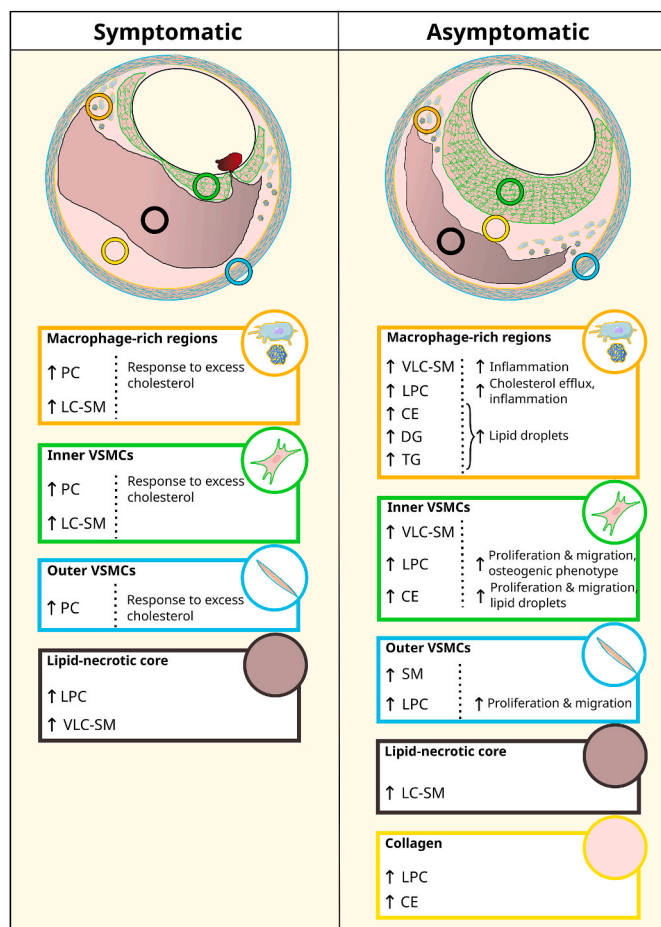 Symptomatic
Asymptomatic
Macrophage-rich regions
↑ PC
Response to excess
cholesterol
↑ LC-SM
Inner VSMCs
↑ PC
Response to excess
cholesterol
↑ LC-SM
Outer VSMCs
↑ PC
Response to excess
cholesterol
Lipid-necrotic core
↑ LPC
↑ VLC-SM
Macrophage-rich regions
↑ VLC-SM
↑ Inflammation
↑ LPC
↑ Cholesterol efflux,
inflammation
↑ CE
↑ DG
↑ Lipid droplets
↑ TG
Inner VSMCs
↑ VLC-SM
↑ LPC
↑ Proliferation & migration,
osteogenic phenotype
↑ CE
↑ Proliferation & migration,
lipid droplets
Outer VSMCs
↑ SM
↑ LPC
↑ Proliferation & migration
Lipid-necrotic core
↑ LC-SM
Collagen
↑ LPC
↑ CE